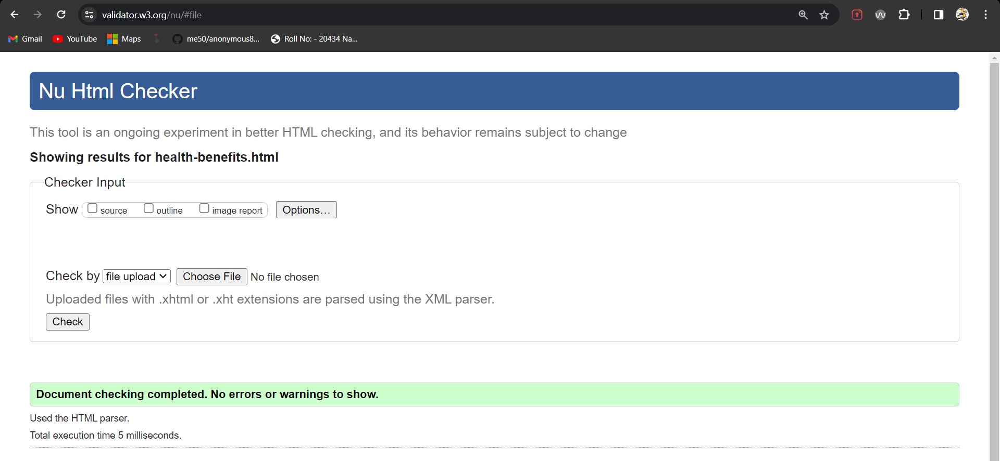 validator.w3.org/nu/#file
Gmail YouTube Maps me50/anonymous8... Roll No: - 20434 Na...
Nu Html Checker
This tool is an ongoing experiment in better HTML checking, and its behavior remains subject to change
Showing results for health-benefits.html
Checker Input
Show source outline image report Options...
Check by file upload Choose File No file chosen
Uploaded files with .xhtml or .xht extensions are parsed using the XML parser.
Check
Document checking completed. No errors or warnings to show.
Used the HTML parser.
Total execution time 5 milliseconds.